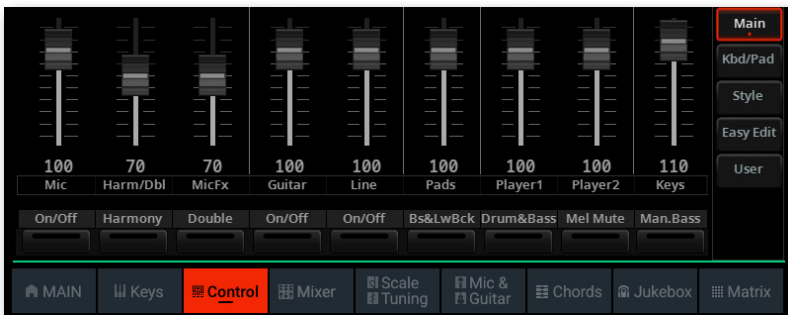 Main
Kbd/Pad
Style
Easy Edit
User
100 70 70 100 100 100 100 100 110
Mic Harm/Dbl MicFx Guitar Line Pads Player1 Player2 Keys
On/Off Harmony Double On/Off On/Off Bs&LwBck Drum&Bass Mel Mute Man.Bass
MAIN Keys Control Mixer Scale Tuning Mic & Guitar Chords Jukebox Matrix